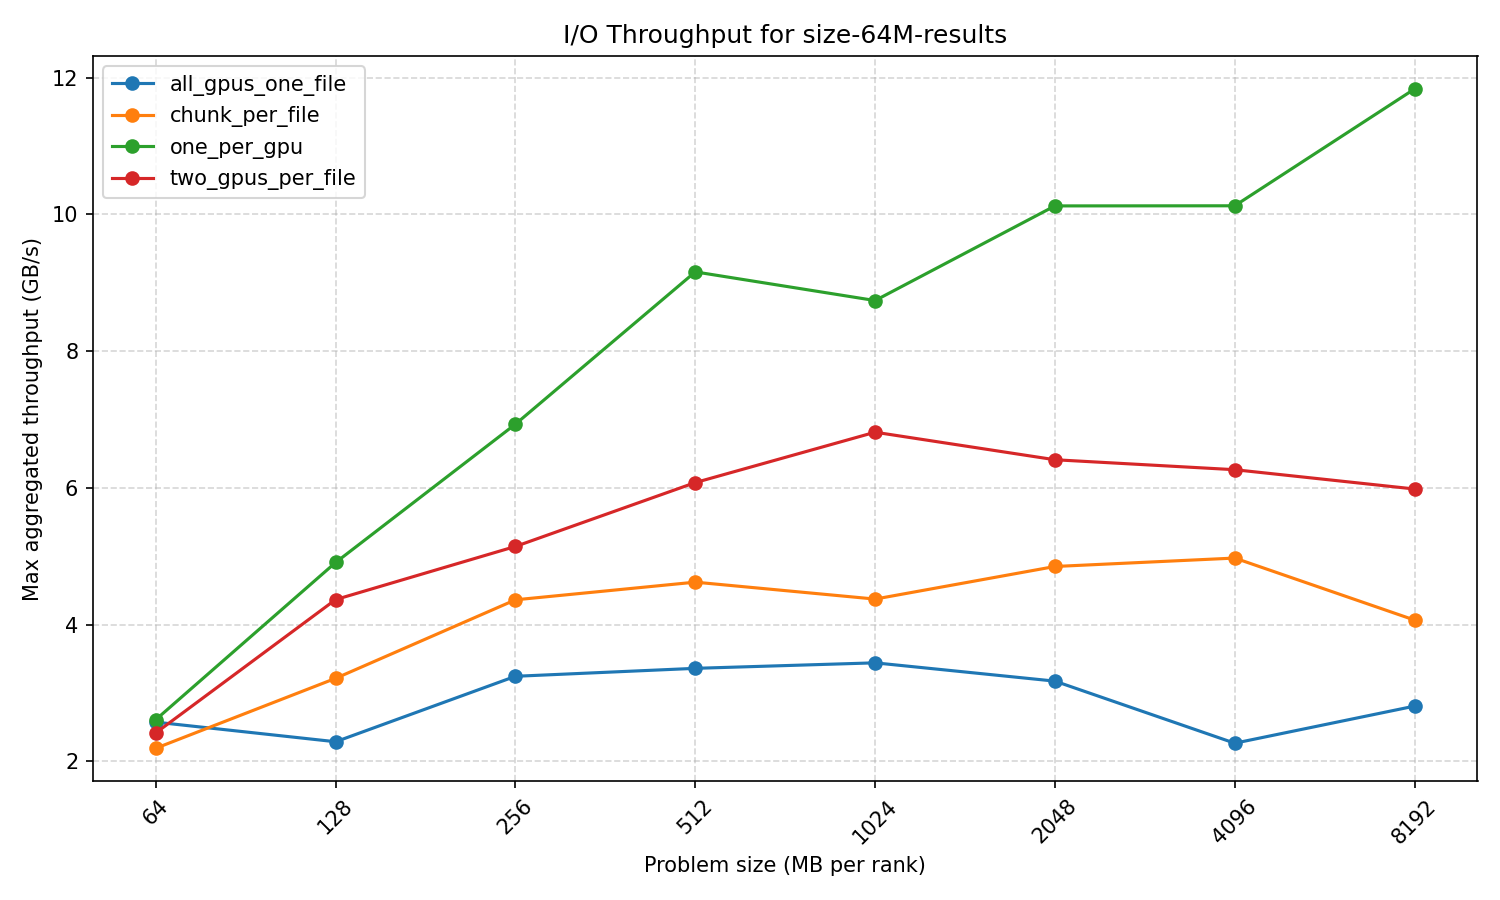 I/O Throughput for size-64M-results
all_gpus_one_file
chunk_per_file
one_per_gpu
two_gpus_per_file
Max aggregated throughput (GB/s)
12
10
8
6
4
2
64
128
256
512
1024
2048
4096
8192
Problem size (MB per rank)